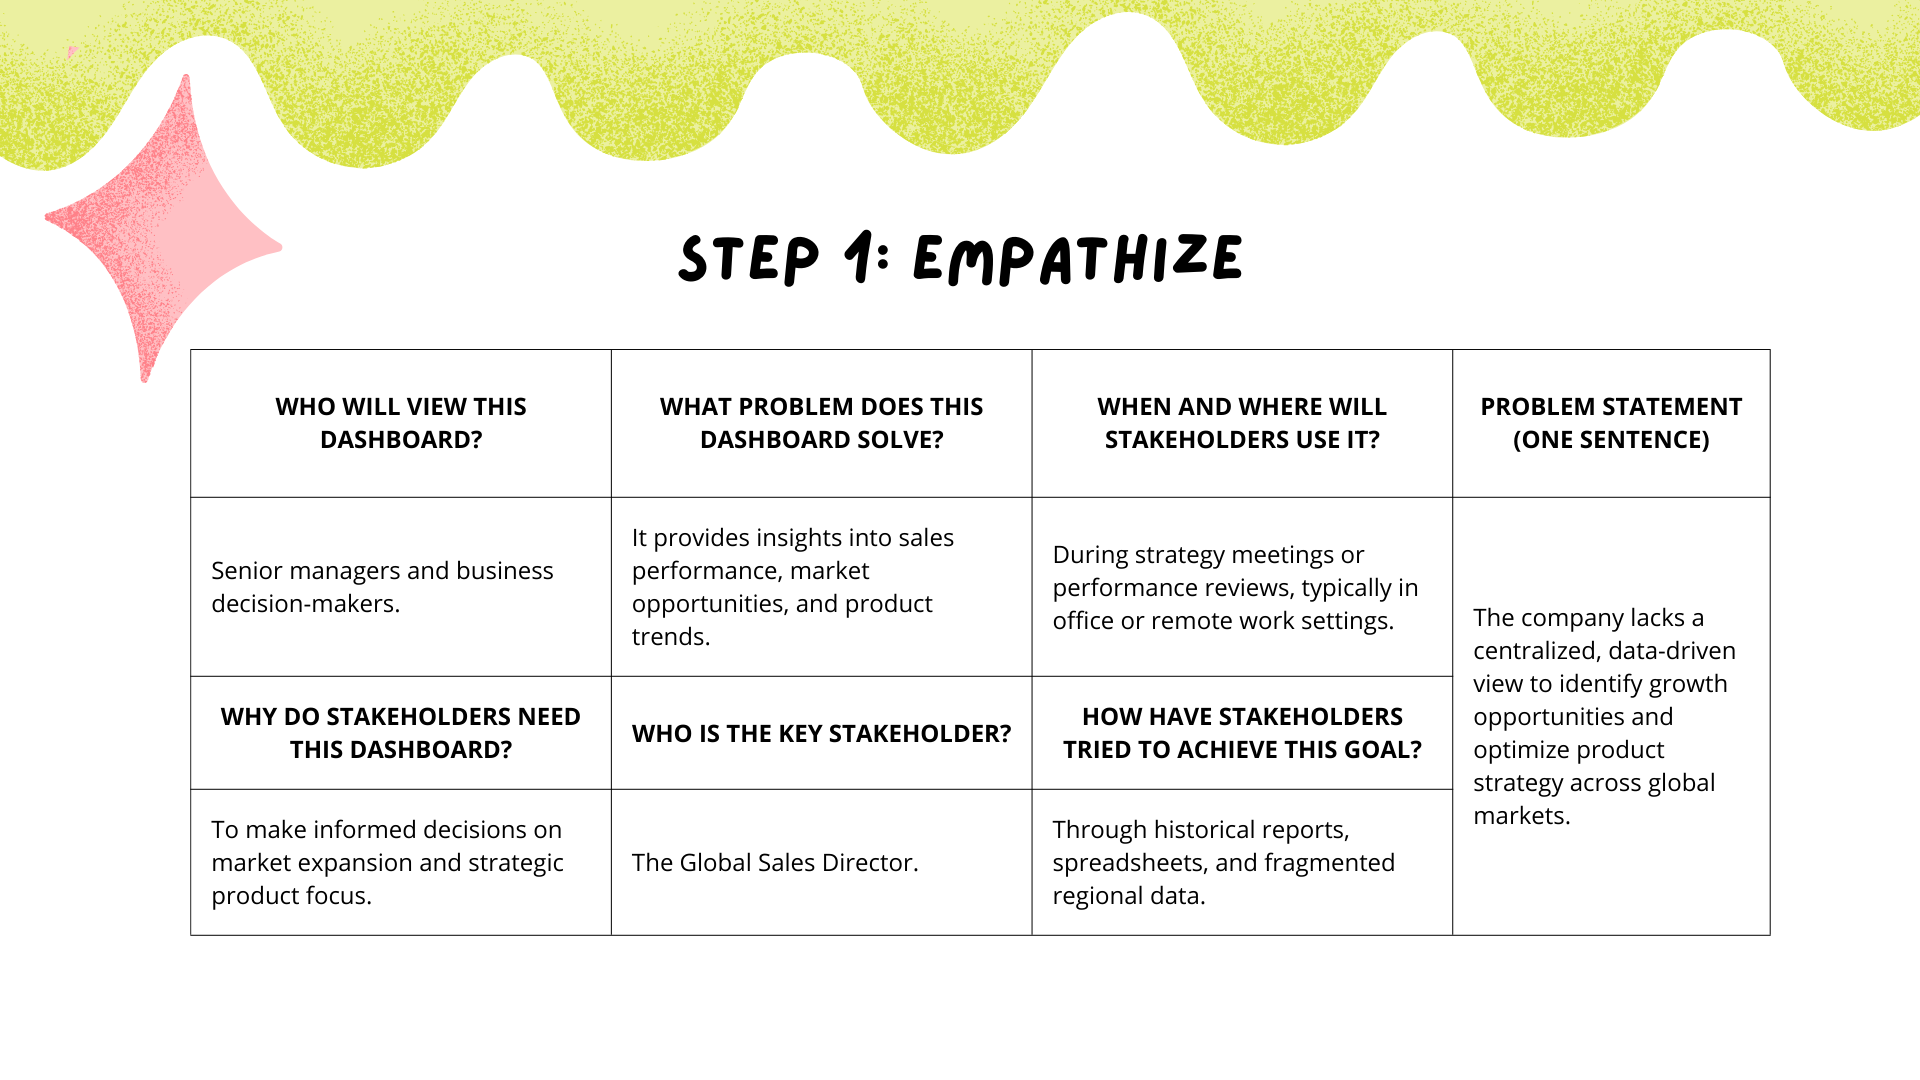 STEP 1: EMPATHIZE
WHO WILL VIEW THIS
DASHBOARD?
WHAT PROBLEM DOES THIS
DASHBOARD SOLVE?
WHEN AND WHERE WILL
STAKEHOLDERS USE IT?
PROBLEM STATEMENT
(ONE SENTENCE)
Senior managers and business
decision-makers.
It provides insights into sales
performance, market
opportunities, and product
trends.
During strategy meetings or
performance reviews, typically in
office or remote work settings.
The company lacks a
centralized, data-driven
view to identify growth
opportunities and
optimize product
strategy across global
markets.
WHY DO STAKEHOLDERS NEED
THIS DASHBOARD?
WHO IS THE KEY STAKEHOLDER?
HOW HAVE STAKEHOLDERS
TRIED TO ACHIEVE THIS GOAL?
To make informed decisions on
market expansion and strategic
product focus.
The Global Sales Director.
Through historical reports,
spreadsheets, and fragmented
regional data.